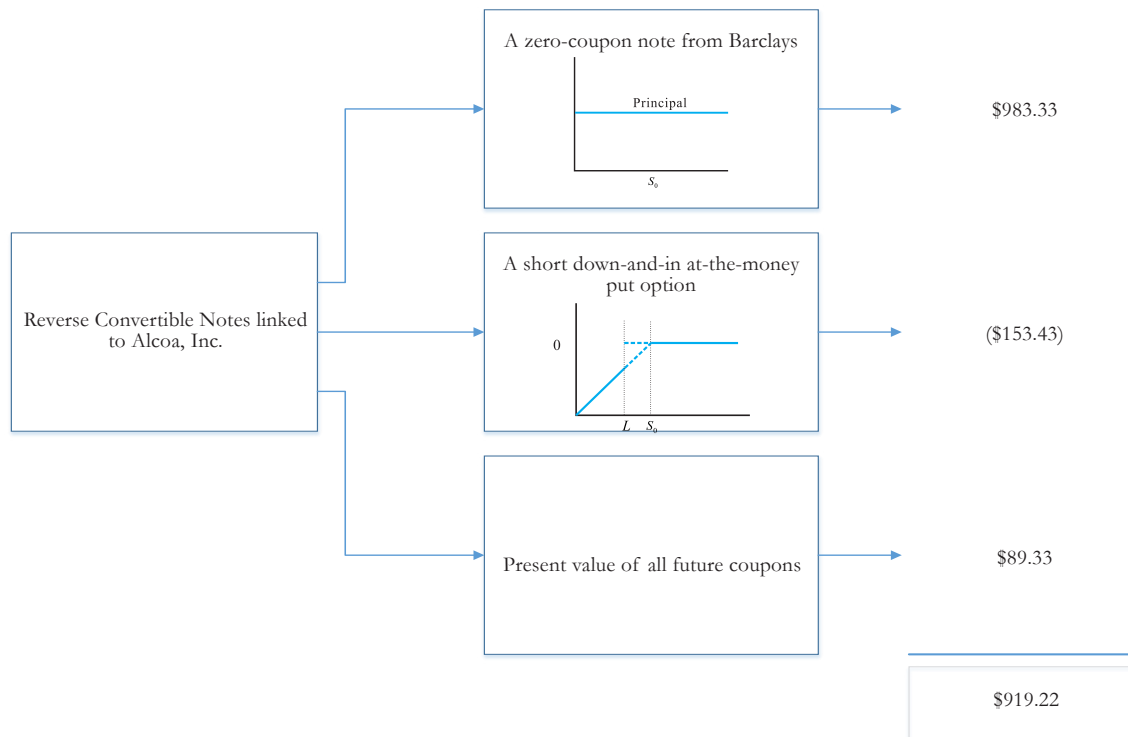 A zero-coupon note from Barclays
Principal
S₀
$983.33
Reverse Convertible Notes linked
to Alcoa, Inc.
A short down-and-in at-the-money
put option
0
L S₀
($153.43)
Present value of all future coupons
$89.33
$919.22